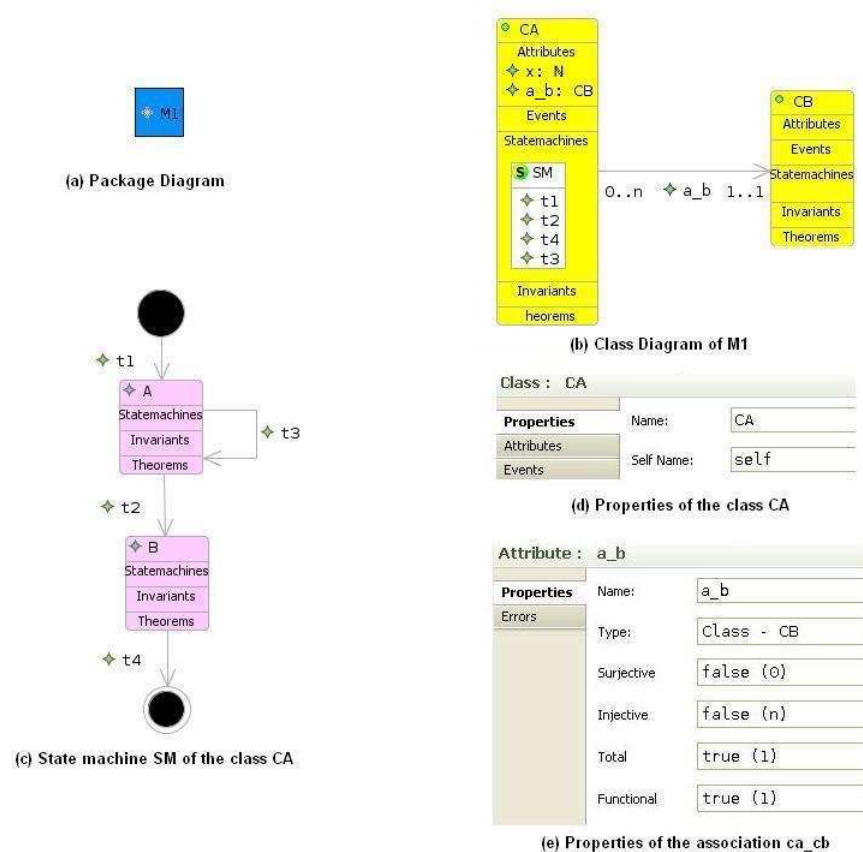 M1
(a) Package Diagram
CA
Attributes
x: N
a_b: CB
Events
Statemachines
S SM
t1
t2
t4
t3
Invariants
heorems
0..n a_b 1..1
CB
Attributes
Events
Statemachines
Invariants
Theorems
(b) Class Diagram of M1
t1
A
Statemachines
Invariants
Theorems
t3
t2
B
Statemachines
Invariants
Theorems
t4
(c) State machine SM of the class CA
Class : CA
Properties
Attributes
Events
Name: CA
Self Name: self
(d) Properties of the class CA
Attribute : a_b
Properties
Errors
Name: a_b
Type: Class - CB
Surjective false (0)
Injective false (n)
Total true (1)
Functional true (1)
(e) Properties of the association ca_cb